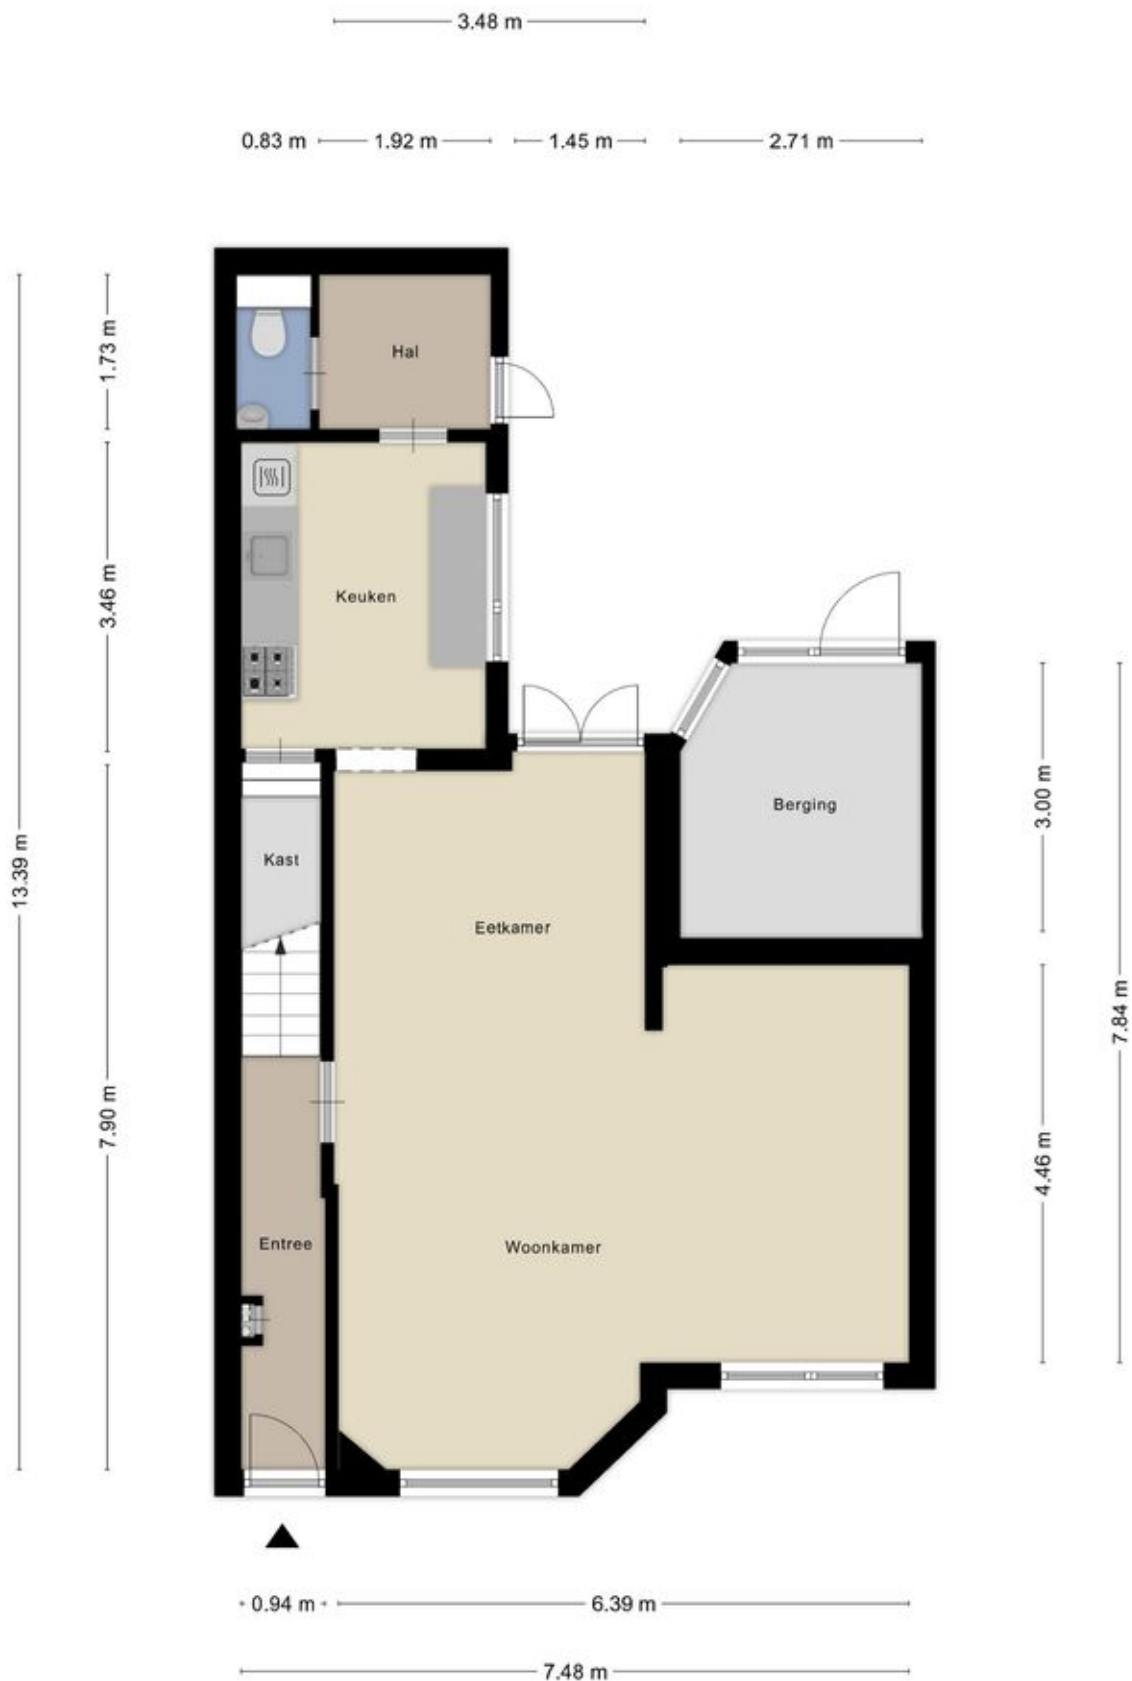 3.48 m
0.83 m 1.92 m 1.45 m 2.71 m
1.73 m
Hal
3.46 m
Keuken
13.39 m
3.00 m
Berging
Kast
Eetkamer
7.84 m
7.90 m
4.46 m
Entree
Woonkamer
0.94 m 6.39 m
7.48 m